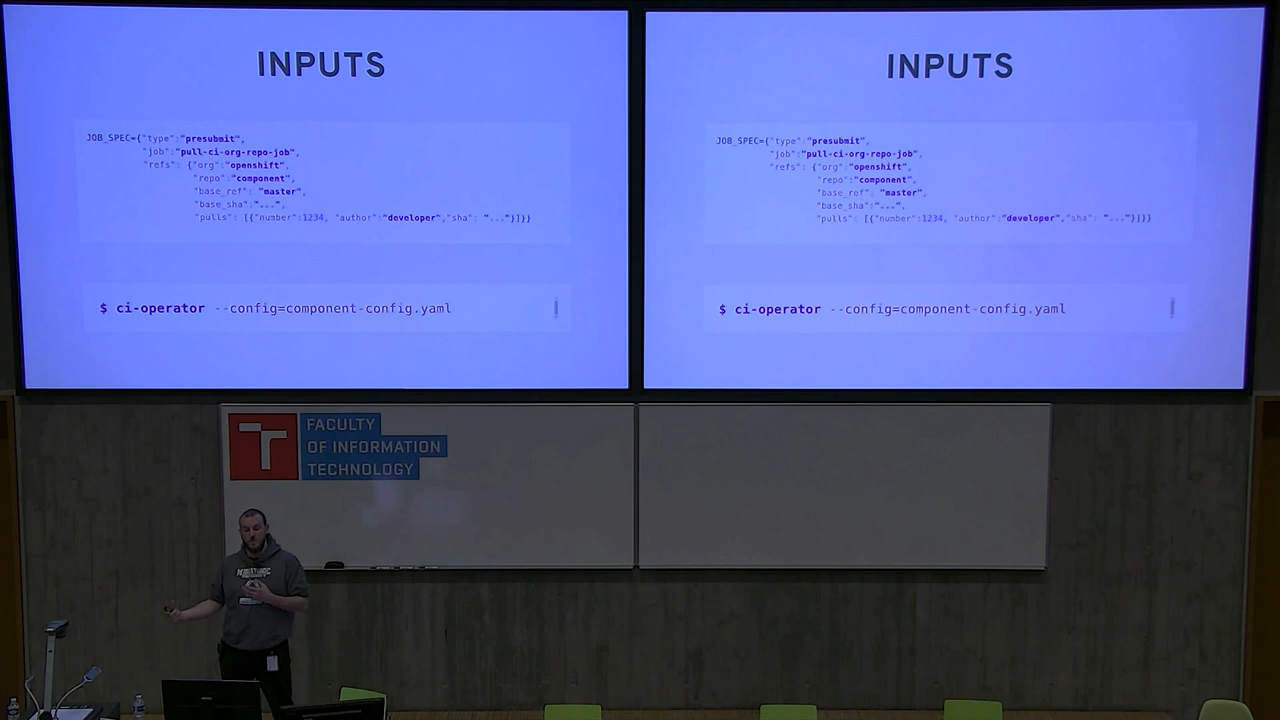 INPUTS
JOB_SPEC={"type":"presubmit",
"job":"pull-ci-org-repo-job",
"refs": {"org":"openshift",
"repo":"component",
"base_ref": "master",
"base_sha":"...",
"pulls": [{"number":1234, "author":"developer","sha": "..."}]}}
$ ci-operator --config=component-config.yaml
INPUTS
JOB_SPEC={"type":"presubmit",
"job":"pull-ci-org-repo-job",
"refs": {"org":"openshift",
"repo":"component",
"base_ref": "master",
"base_sha":"...",
"pulls": [{"number":1234, "author":"developer","sha": "..."}]}}
$ ci-operator --config=component-config.yaml
FACULTY
OF INFORMATION
TECHNOLOGY